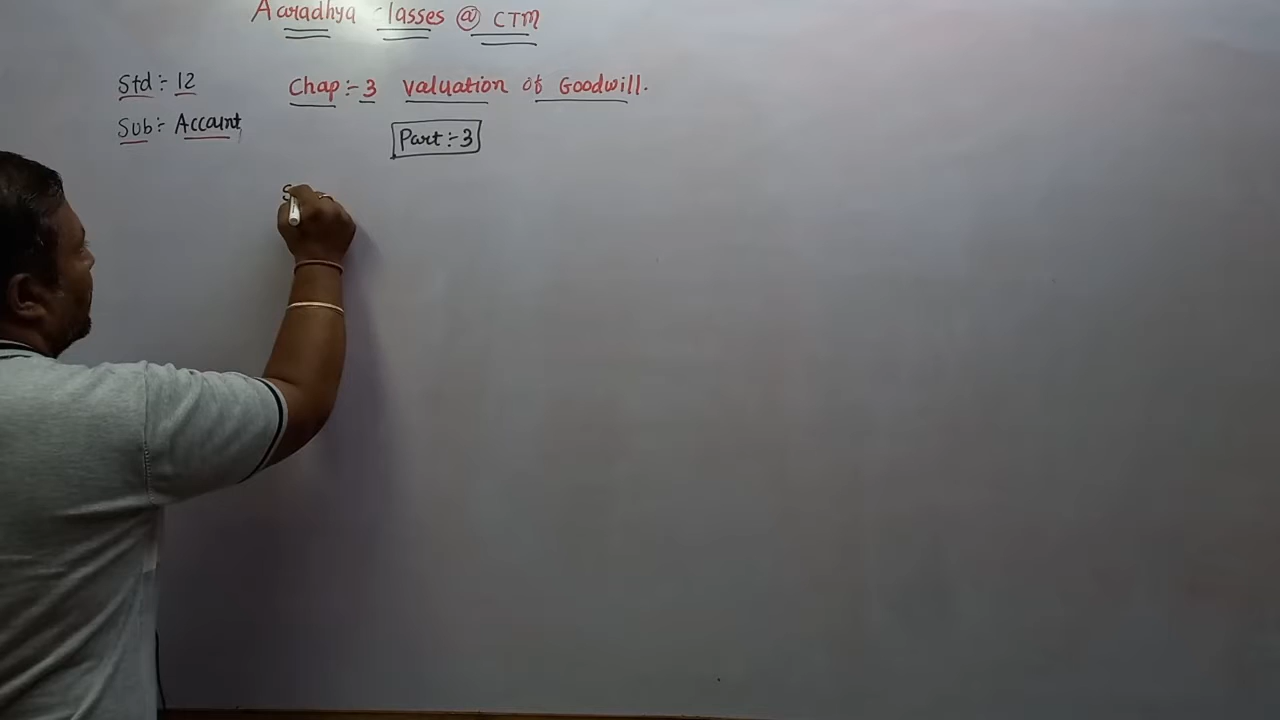 Aaradhya Classes @ CTM
Std :- 12
Chap :- 3 Valuation of Goodwill.
Sub :- Account
Part :- 3
S